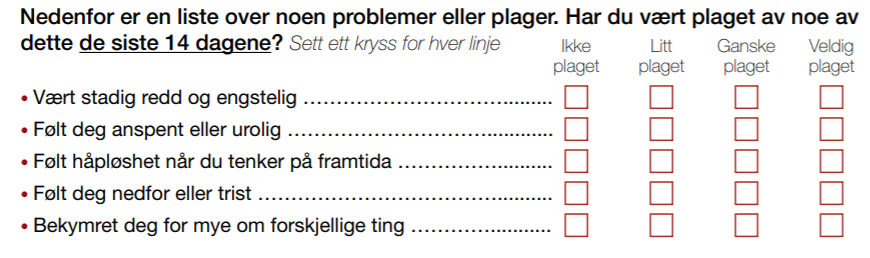 Nedenfor er en liste over noen problemer eller plager. Har du vært plaget av noe av
dette de siste 14 dagene? Sett ett kryss for hver linje
Ikke plaget Litt plaget Ganske plaget Veldig plaget
• Vært stadig redd og engstelig ......................................
• Følt deg anspent eller urolig ........................................
• Følt håpløshet når du tenker på framtida .......................
• Følt deg nedfor eller trist ............................................
• Bekymret deg for mye om forskjellige ting .....................